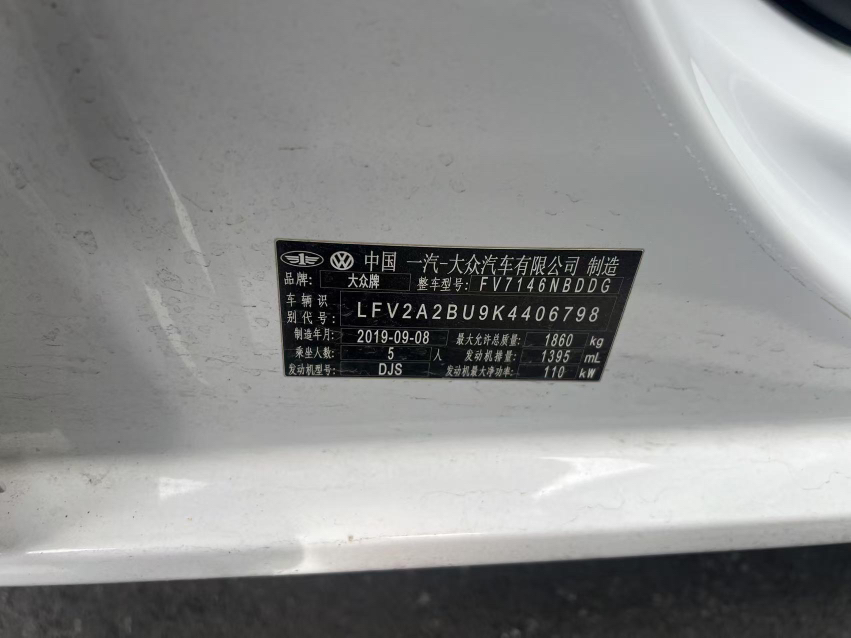 1 VW 中国 一汽-大众汽车有限公司 制造
品牌: 大众牌 整车型号: FV7146NBDDG
车辆识别代号: LFV2A2BU9K4406798
制造年月: 2019-09-08 最大允许总质量: 1860 kg
乘坐人数: 5 人 发动机排量: 1395 mL
发动机型号: DJS 发动机最大净功率: 110 kW